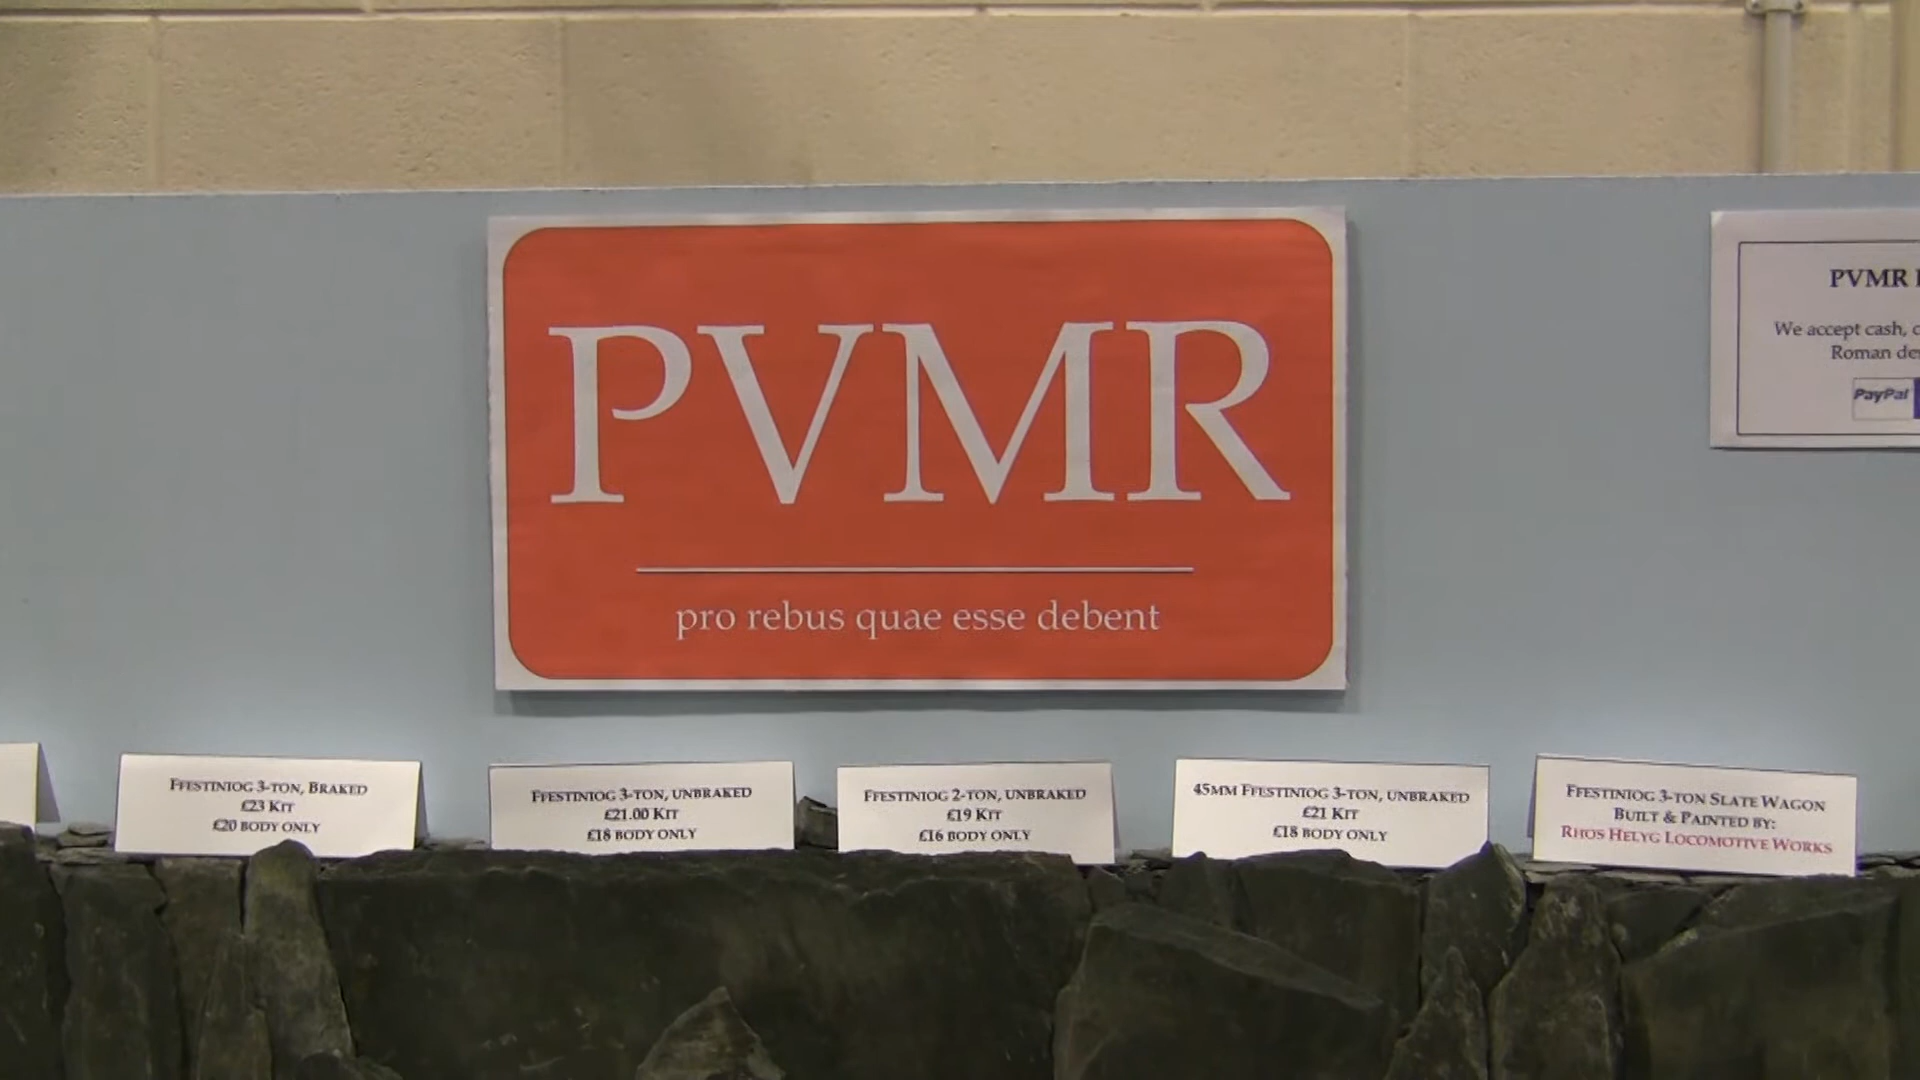 PVMR
pro rebus quae esse debent
PVMR
We accept cash,
Roman
PayPal
Ffestiniog 3-ton, Braked
£23 Kit
£20 body only
Ffestiniog 3-ton, unbraked
£21.00 Kit
£18 body only
Ffestiniog 2-ton, unbraked
£19 Kit
£16 body only
45mm Ffestiniog 3-ton, unbraked
£21 Kit
£18 body only
Ffestiniog 3-ton Slate Wagon
Built & Painted by:
Rhos Helyg Locomotive Works